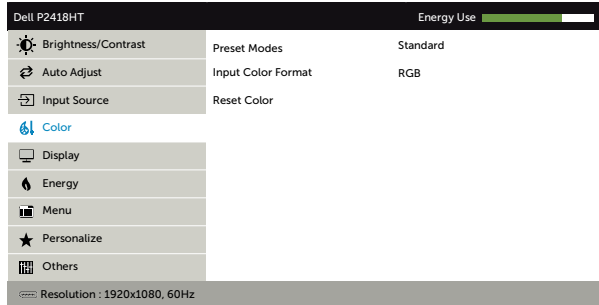 Dell P2418HT Energy Use
Brightness/Contrast Preset Modes Standard
Auto Adjust Input Color Format RGB
Input Source Reset Color
Color
Display
Energy
Menu
Personalize
Others
Resolution : 1920x1080, 60Hz